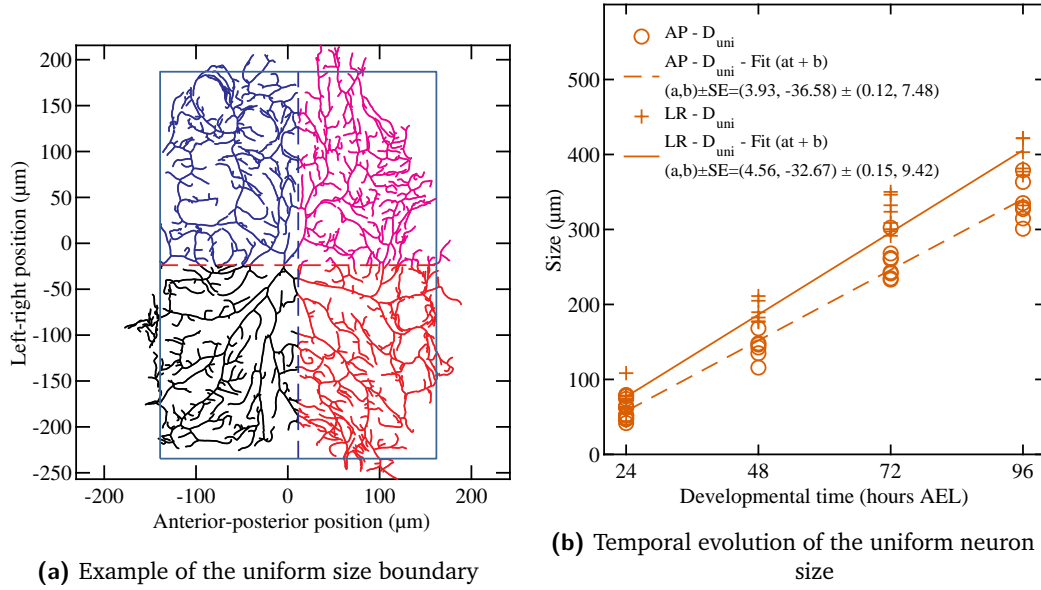 200
150
100
50
0
-50
-100
-150
-200
-250
Left-right position (µm)
-200
-100
0
100
200
Anterior-posterior position (µm)
(a) Example of the uniform size boundary
500
400
300
200
100
0
Size (µm)
AP - D_uni
AP - D_uni - Fit (at + b)
(a,b)±SE=(3.93, -36.58) ± (0.12, 7.48)
LR - D_uni
LR - D_uni - Fit (at + b)
(a,b)±SE=(4.56, -32.67) ± (0.15, 9.42)
24
48
72
96
Developmental time (hours AEL)
(b) Temporal evolution of the uniform neuron
size